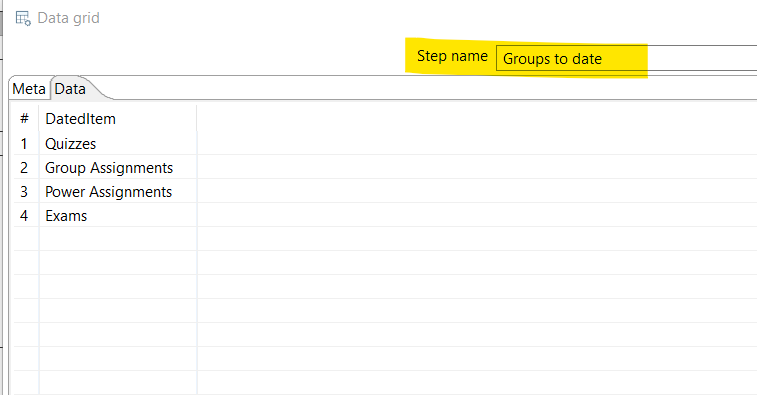 Data grid
Step name Groups to date
Meta Data
# DatedItem
1 Quizzes
2 Group Assignments
3 Power Assignments
4 Exams